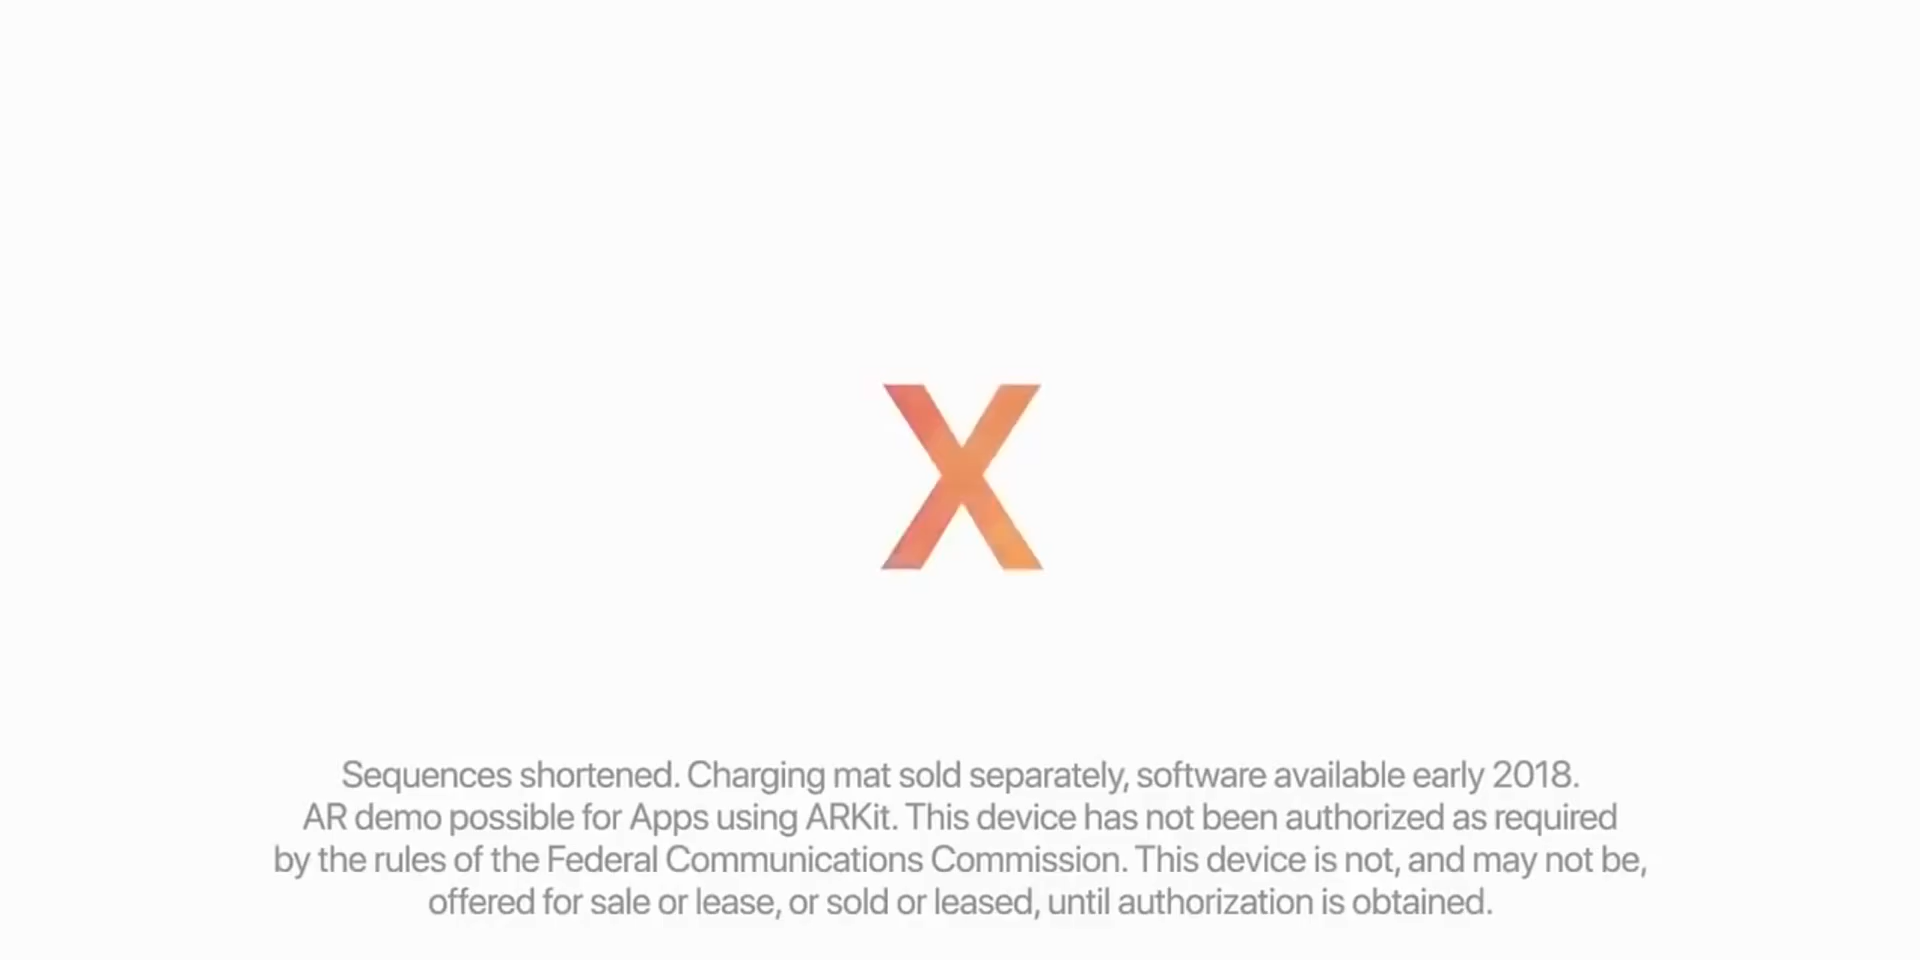 X
Sequences shortened. Charging mat sold separately, software available early 2018.
AR demo possible for Apps using ARKit. This device has not been authorized as required
by the rules of the Federal Communications Commission. This device is not, and may not be,
offered for sale or lease, or sold or leased, until authorization is obtained.